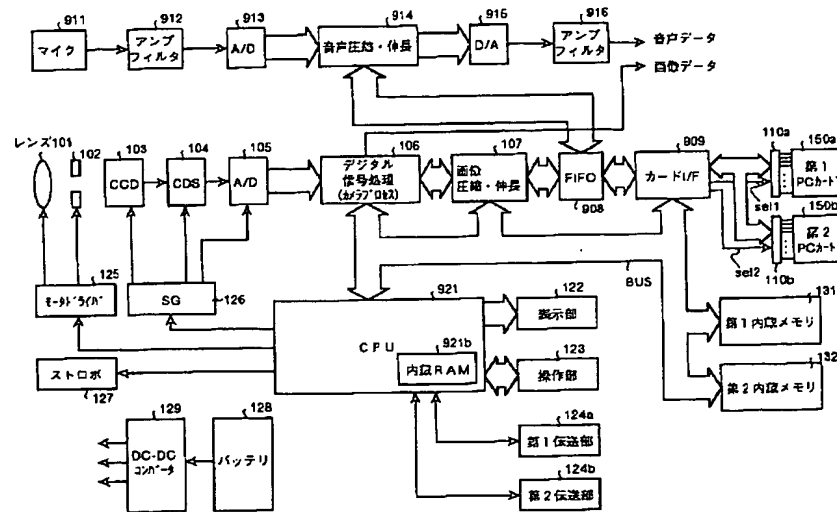 911
912
913
914
915
916
マイク
アンプ
フィルタ
A/D
音声圧縮・伸長
D/A
アンプ
フィルタ
音声データ
画像データ
レンズ101
102
103
104
105
106
107
909
110a
150a
CCD
CDS
A/D
デジタル
信号処理
(カメラプロセス)
画像
圧縮・伸長
FIFO
908
カードI/F
sel1
第1
PCカード
150b
第2
PCカード
sel2
110b
125
モータドライバ
SG
126
921
BUS
122
表示部
CPU
921b
内蔵RAM
123
操作部
131
第1内蔵メモリ
132
第2内蔵メモリ
ストロボ
127
129
128
DC-DC
コンバータ
バッテリ
124a
第1伝送部
124b
第2伝送部